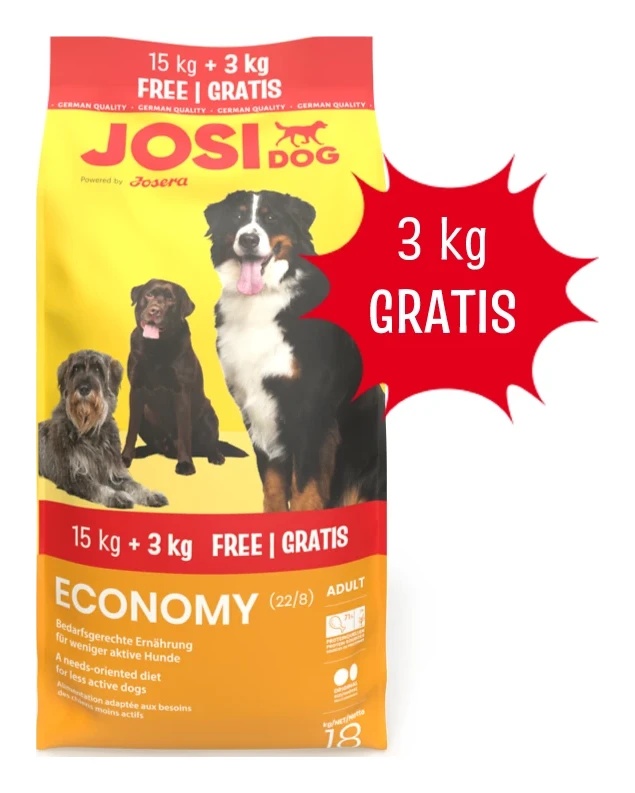 15 kg + 3 kg
FREE | GRATIS
GERMAN QUALITY · GERMAN QUALITY · GERMAN QUALITY · GERMAN QUALITY
JOSI DOG
Powered by Josera
3 kg
GRATIS
15 kg + 3 kg FREE | GRATIS
ECONOMY (22/8) ADULT
Bedarfsgerechte Ernährung
für weniger aktive Hunde
A needs-oriented diet
for less active dogs
Alimentation adaptée aux besoins
des chiens moins actifs
ORIGINAL
18